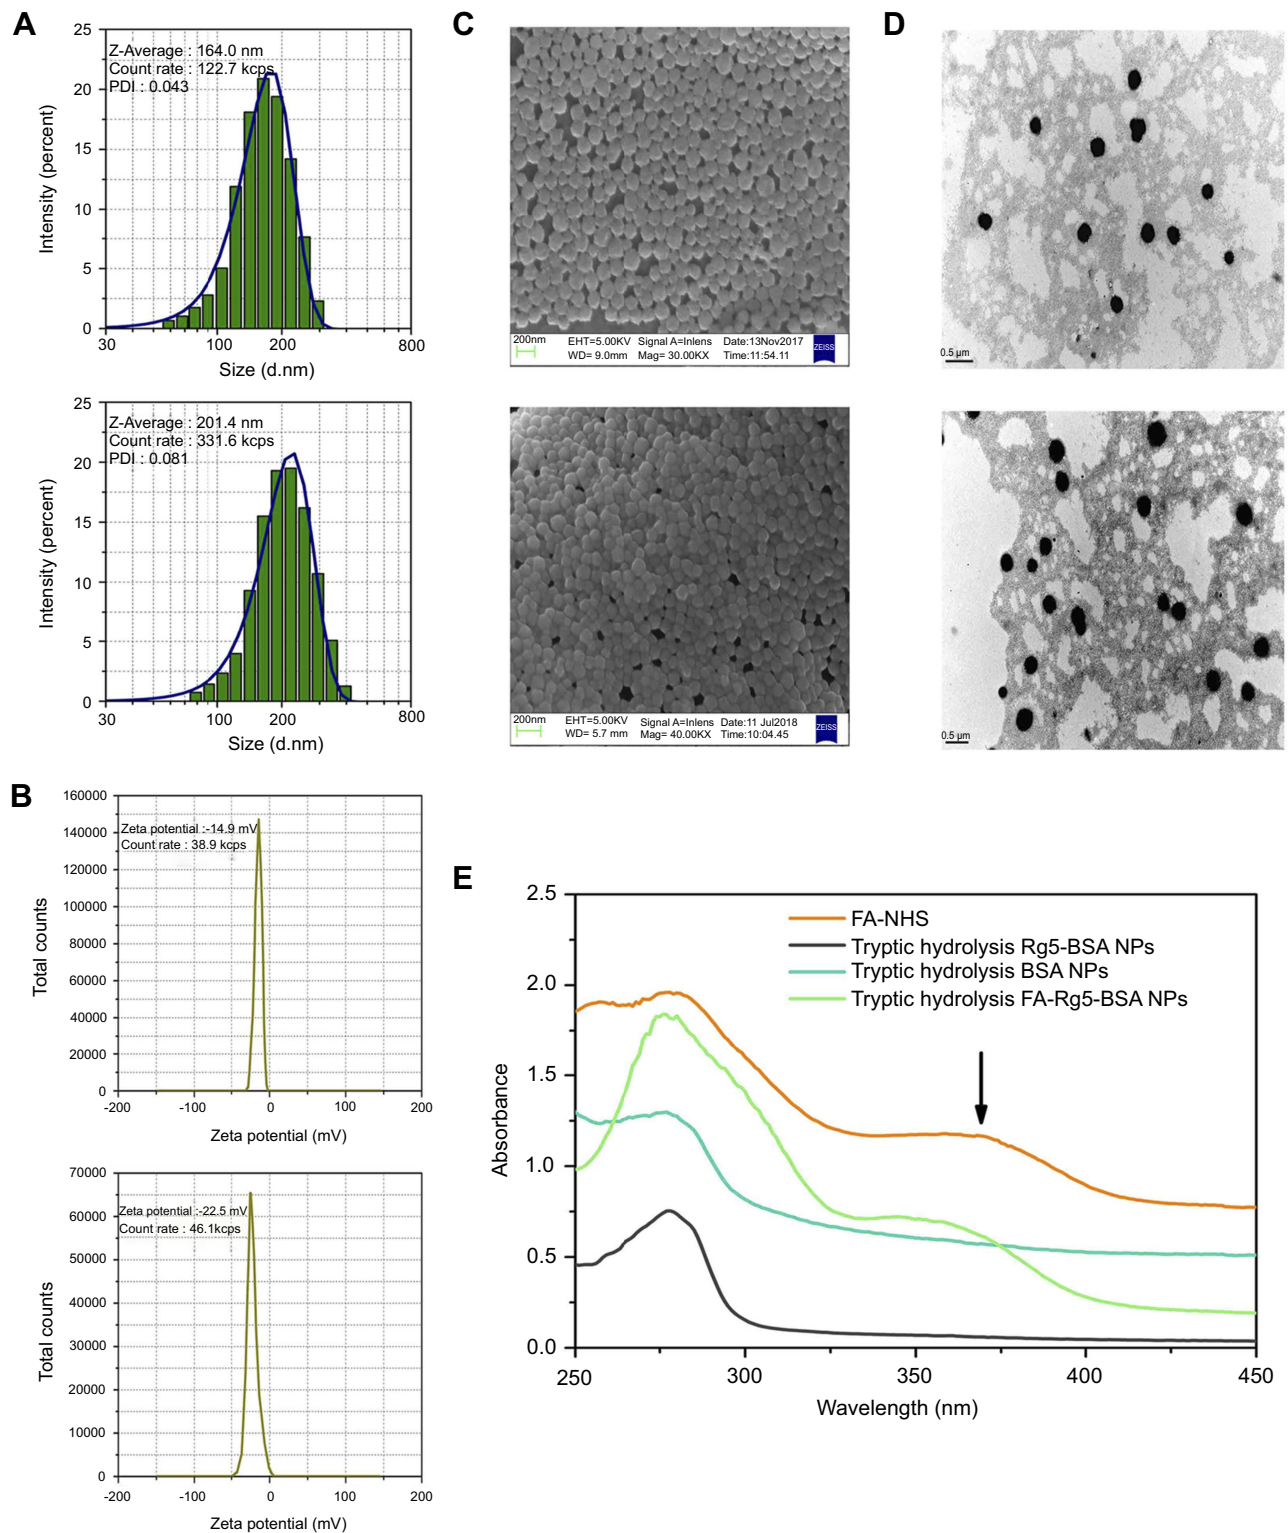 A
25
20
15
10
5
0
Intensity (percent)
Z-Average : 164.0 nm
Count rate : 122.7 kcps
PDI : 0.043
30 100 200 800
Size (d.nm)
25
20
15
10
5
0
Intensity (percent)
Z-Average : 201.4 nm
Count rate : 331.6 kcps
PDI : 0.081
30 100 200 800
Size (d.nm)
B
160000
140000
120000
100000
80000
60000
40000
20000
0
Total counts
Zeta potential :-14.9 mV
Count rate : 38.9 kcps
-200 -100 0 100 200
Zeta potential (mV)
70000
60000
50000
40000
30000
20000
10000
0
Total counts
Zeta potential :-22.5 mV
Count rate : 46.1kcps
-200 -100 0 100 200
Zeta potential (mV)
C
200nm EHT=5.00KV Signal A=Inlens Date:13Nov2017
WD= 9.0mm Mag= 30.00KX Time:11:54.11
ZEISS
200nm EHT=5.00KV Signal A=Inlens Date:11 Jul2018
WD= 5.7 mm Mag= 40.00KX Time:10:04.45
ZEISS
D
0.5 µm
0.5 µm
E
2.5
2.0
1.5
1.0
0.5
0.0
Absorbance
FA-NHS
Tryptic hydrolysis Rg5-BSA NPs
Tryptic hydrolysis BSA NPs
Tryptic hydrolysis FA-Rg5-BSA NPs
250 300 350 400 450
Wavelength (nm)